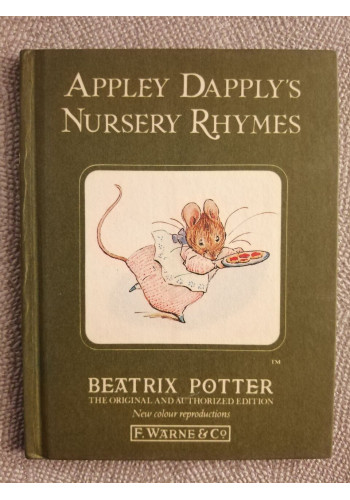 APPLEY DAPPLY'S
NURSERY RHYMES
TM
BEATRIX POTTER
THE ORIGINAL AND AUTHORIZED EDITION
New colour reproductions
F. WARNE & Co